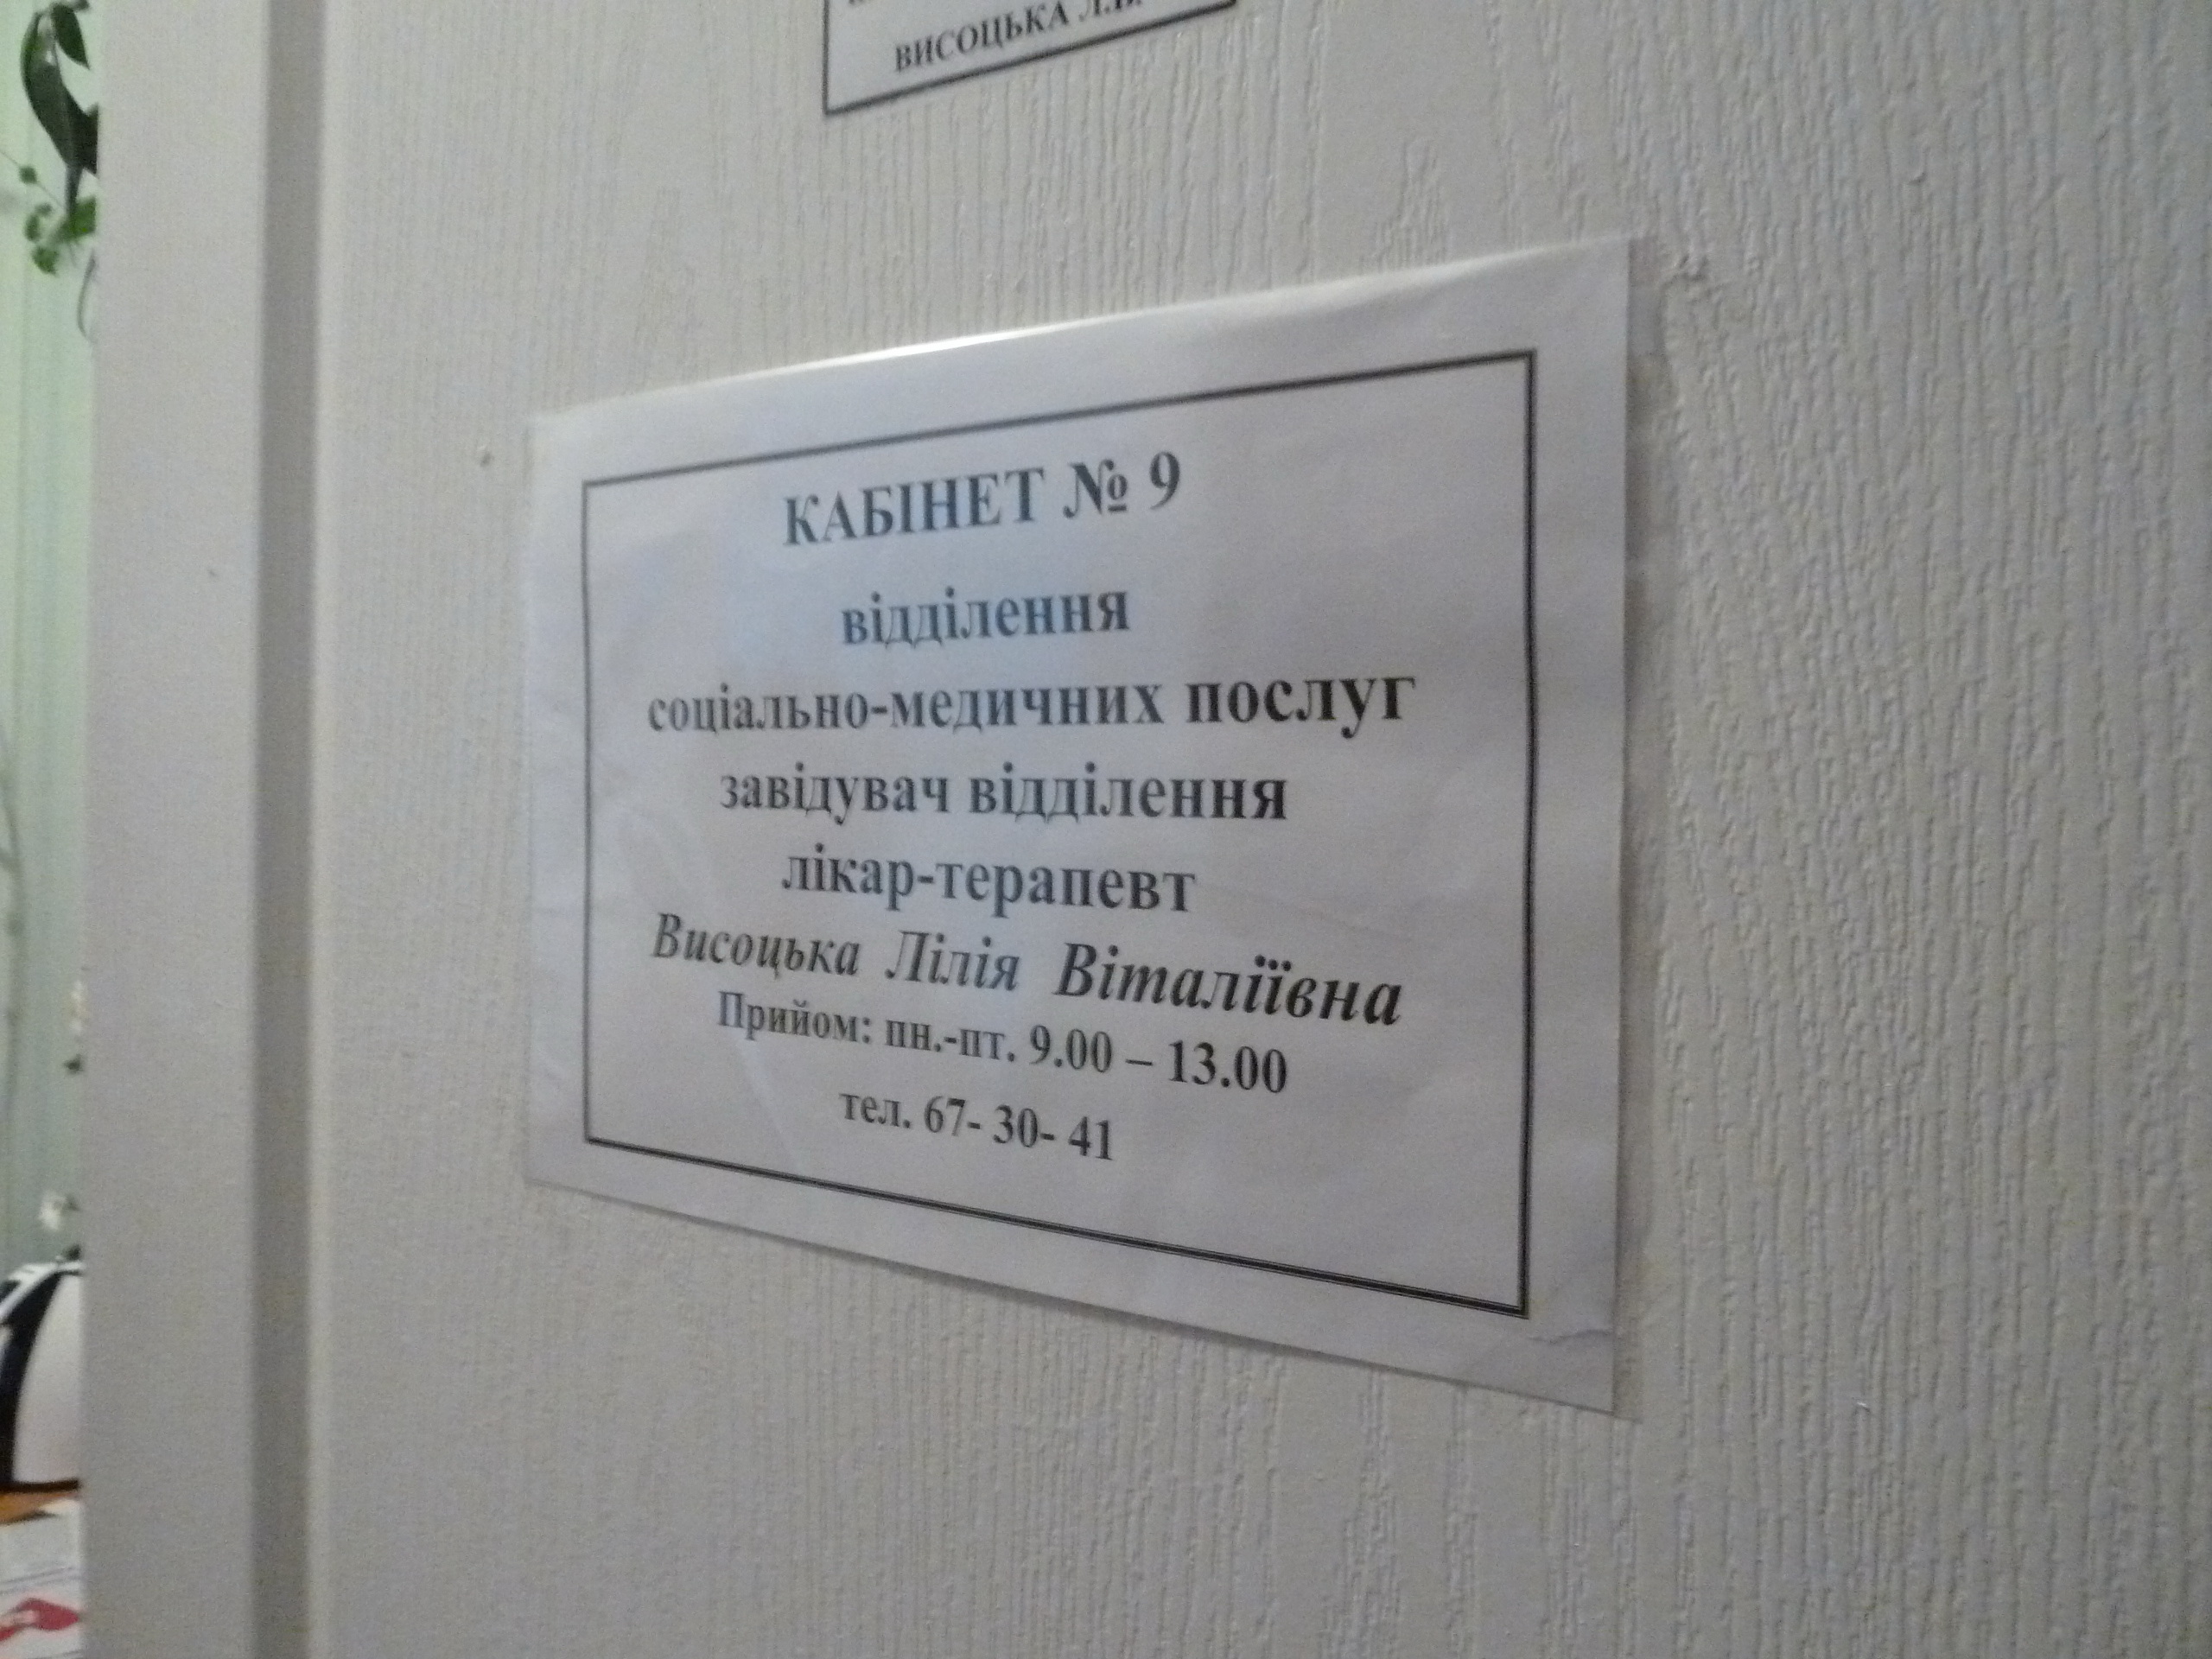 ВИСОЦЬКА Л.В.
КАБІНЕТ № 9
відділення
соціально-медичних послуг
завідувач відділення
лікар-терапевт
Висоцька Лілія Віталіївна
Прийом: пн.-пт. 9.00 – 13.00
тел. 67- 30- 41